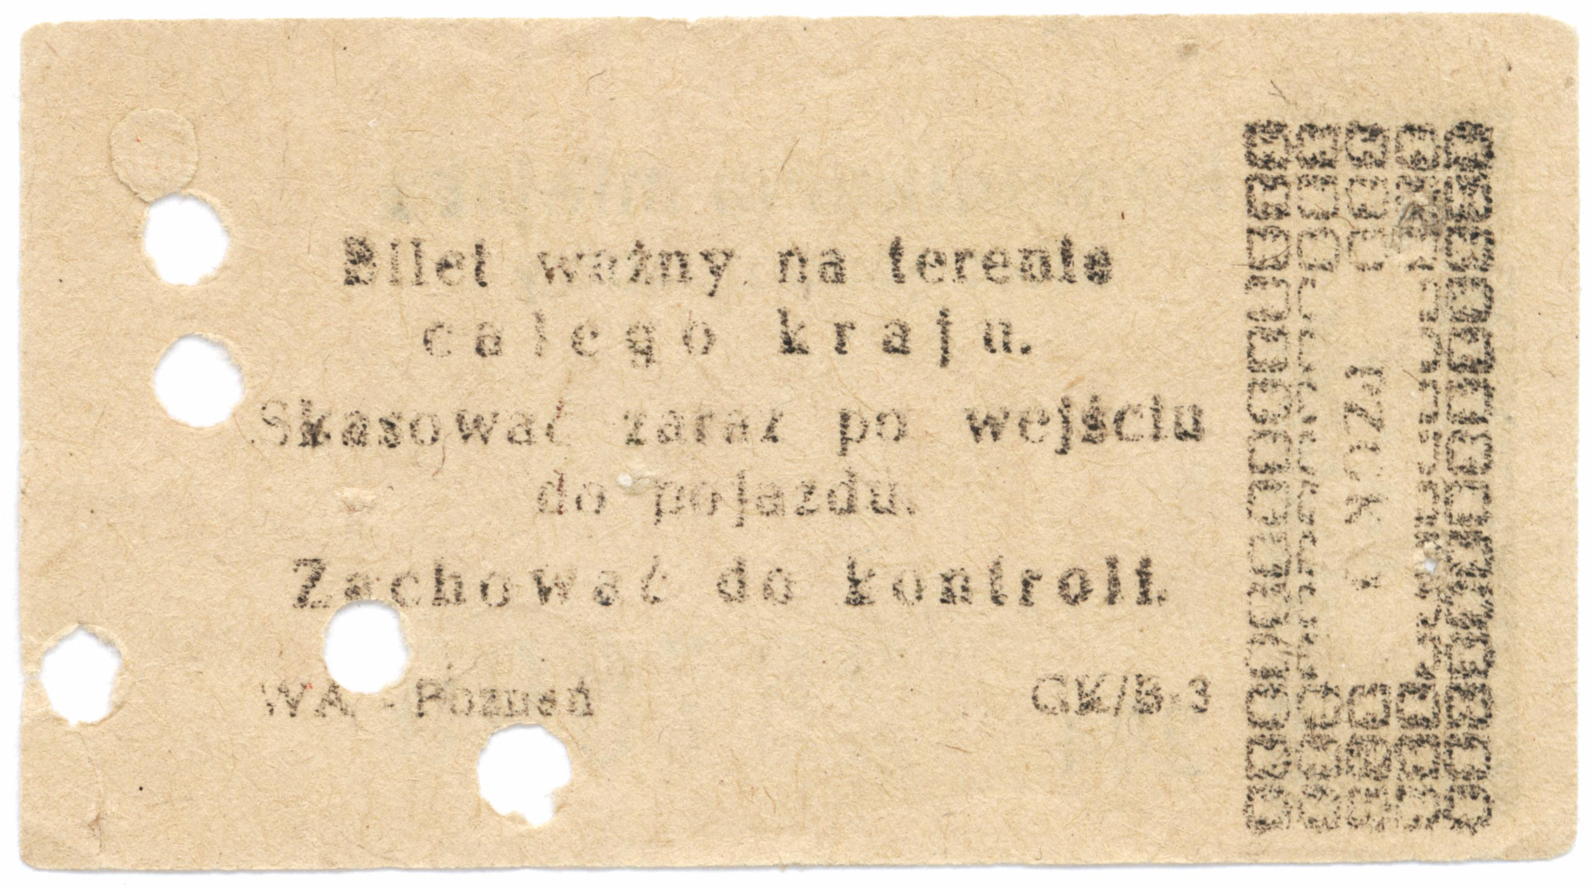 Bilet ważny na terenie
całego kraju.
Skasować zaraz po wejściu
do pojazdu.
Zachować do kontroli.
WA - Poznań GK/B-3